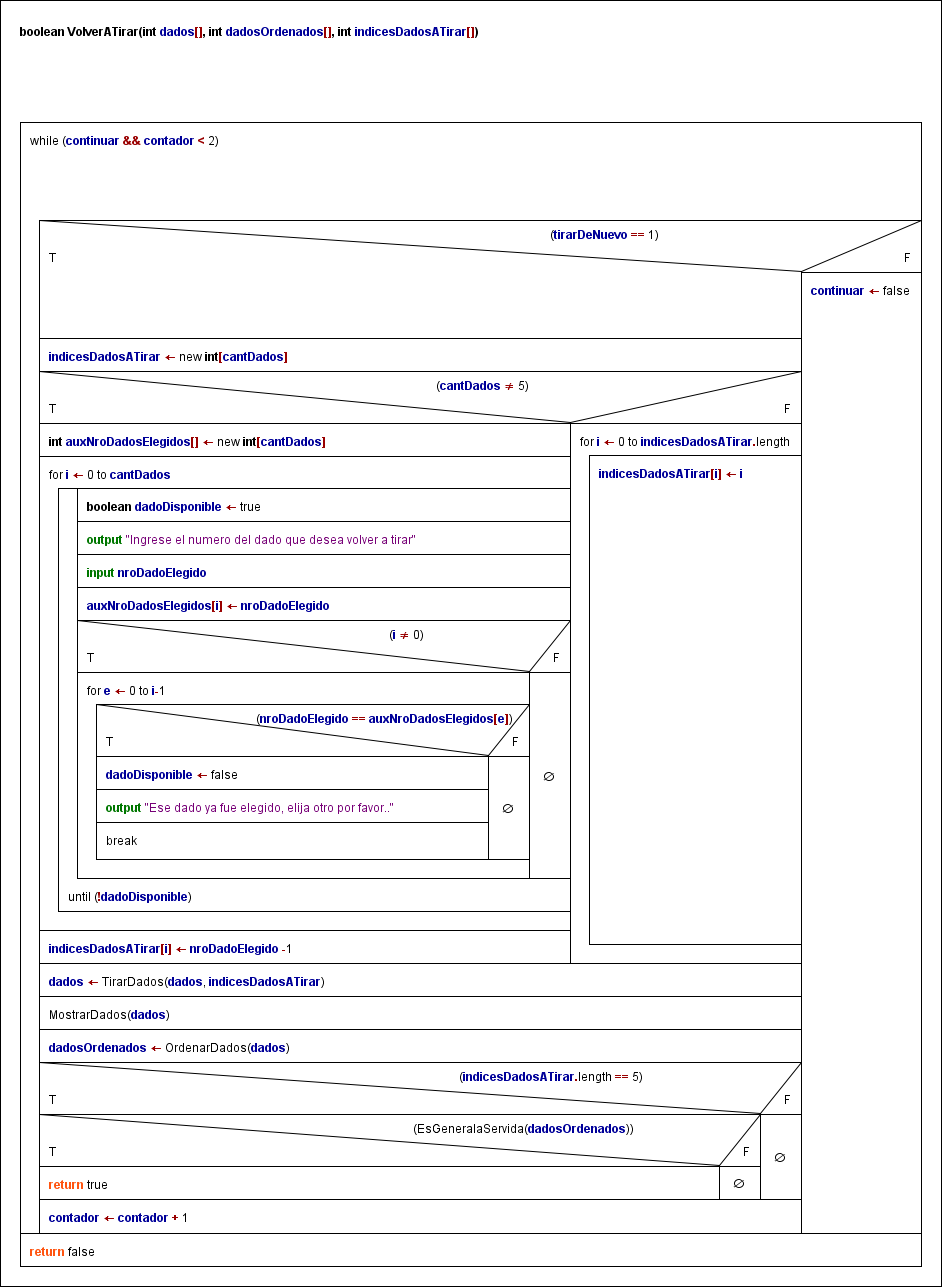 boolean VolverATirar(int dados[], int dadosOrdenados[], int indicesDadosATirar[])
while (continuar && contador < 2)
(tirarDeNuevo == 1)
T
F
continuar ← false
indicesDadosATirar ← new int[cantDados]
(cantDados ≠ 5)
T
F
int auxNroDadosElegidos[] ← new int[cantDados]
for i ← 0 to indicesDadosATirar.length
for i ← 0 to cantDados
indicesDadosATirar[i] ← i
boolean dadoDisponible ← true
output "Ingrese el numero del dado que desea volver a tirar"
input nroDadoElegido
auxNroDadosElegidos[i] ← nroDadoElegido
(i ≠ 0)
T
F
for e ← 0 to i-1
(nroDadoElegido == auxNroDadosElegidos[e])
T
F
dadoDisponible ← false
∅
output "Ese dado ya fue elegido, elija otro por favor.."
∅
break
until (!dadoDisponible)
indicesDadosATirar[i] ← nroDadoElegido -1
dados ← TirarDados(dados, indicesDadosATirar)
MostrarDados(dados)
dadosOrdenados ← OrdenarDados(dados)
(indicesDadosATirar.length == 5)
T
F
(EsGeneralaServida(dadosOrdenados))
T
F
∅
return true
∅
contador ← contador + 1
return false